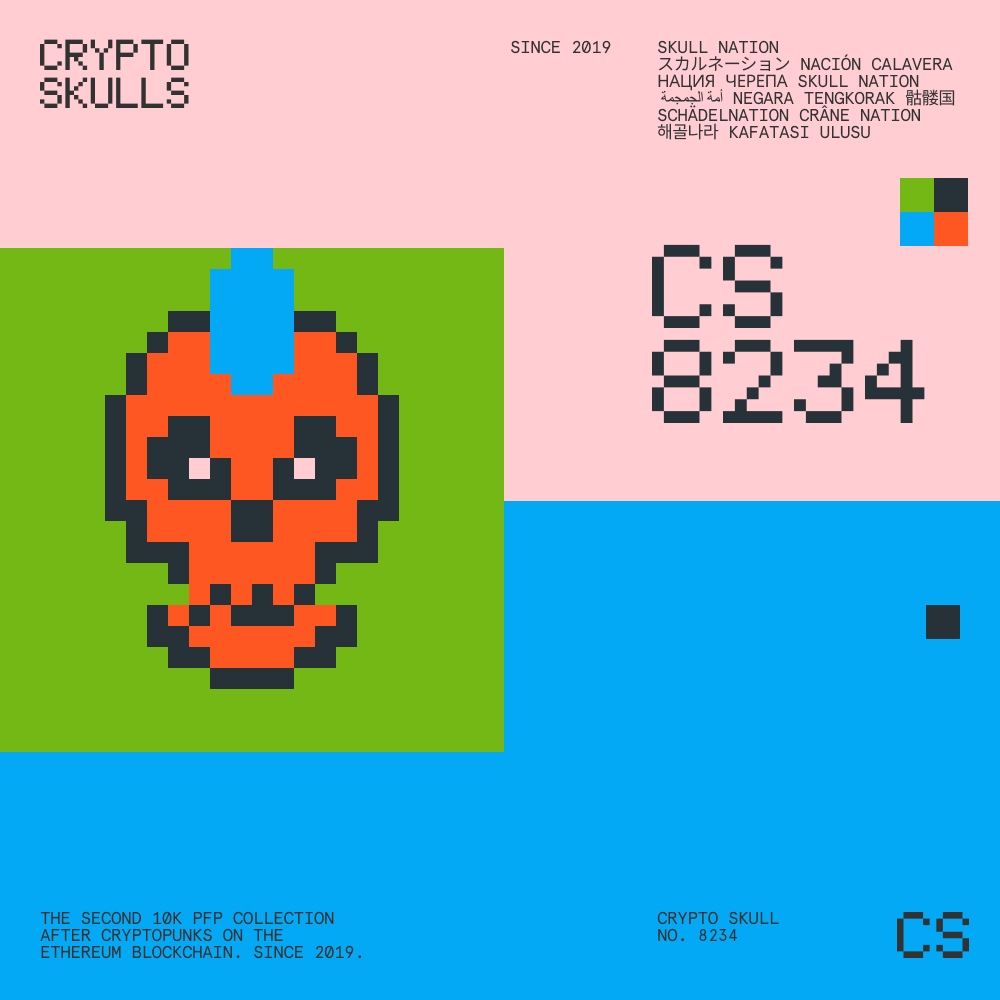 CRYPTO
SKULLS
SINCE 2019
SKULL NATION
スカルネーション NACIÓN CALAVERA
НАЦИЯ ЧЕРЕПА SKULL NATION
أمة الجمجمة NEGARA TENGKORAK 骷髅国
SCHÄDELNATION CRÂNE NATION
해골나라 KAFATASI ULUSU
CS
8234
THE SECOND 10K PFP COLLECTION
AFTER CRYPTOPUNKS ON THE
ETHEREUM BLOCKCHAIN. SINCE 2019.
CRYPTO SKULL
NO. 8234
CS